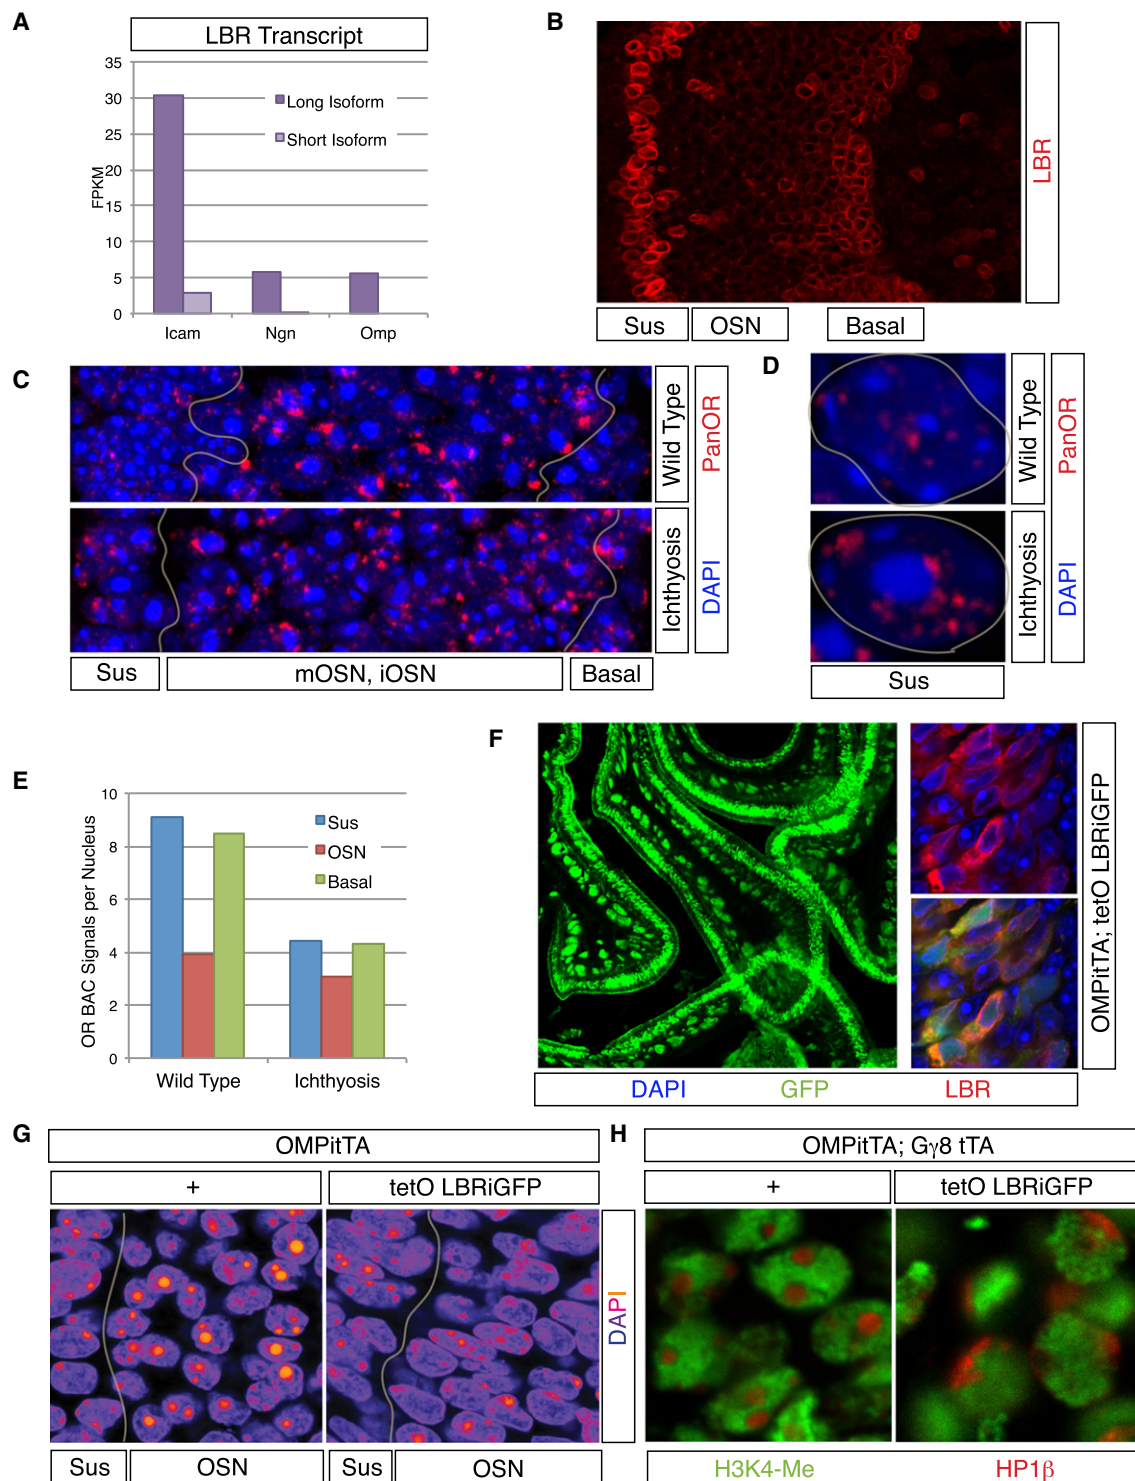 A
LBR Transcript
35
30
25
20
15
10
5
0
FPKM
Long Isoform
Short Isoform
Icam
Ngn
Omp
B
LBR
Sus
OSN
Basal
C
Wild Type
Ichthyosis
PanOR
DAPI
Sus
mOSN, iOSN
Basal
D
Wild Type
Ichthyosis
PanOR
DAPI
Sus
E
10
8
6
4
2
0
OR BAC Signals per Nucleus
Sus
OSN
Basal
Wild Type
Ichthyosis
F
OMPitTA; tetO LBRiGFP
DAPI
GFP
LBR
G
OMPitTA
+
tetO LBRiGFP
DAPI
Sus
OSN
Sus
OSN
H
OMPitTA; Gγ8 tTA
+
tetO LBRiGFP
H3K4-Me
HP1β